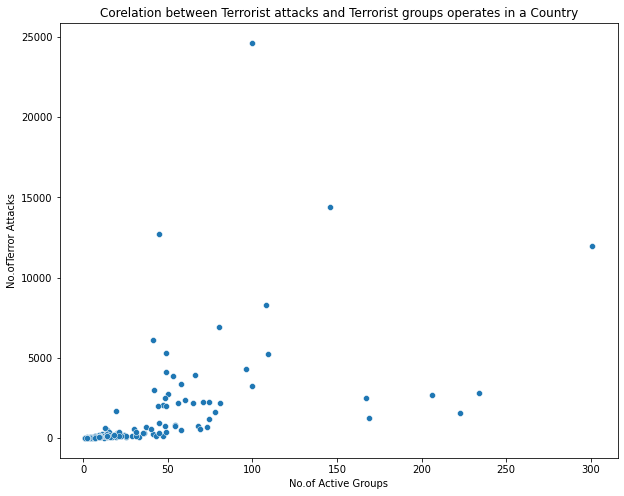 Corelation between Terrorist attacks and Terrorist groups operates in a Country
25000
20000
15000
10000
5000
0
No.ofTerror Attacks
0 50 100 150 200 250 300
No.of Active Groups